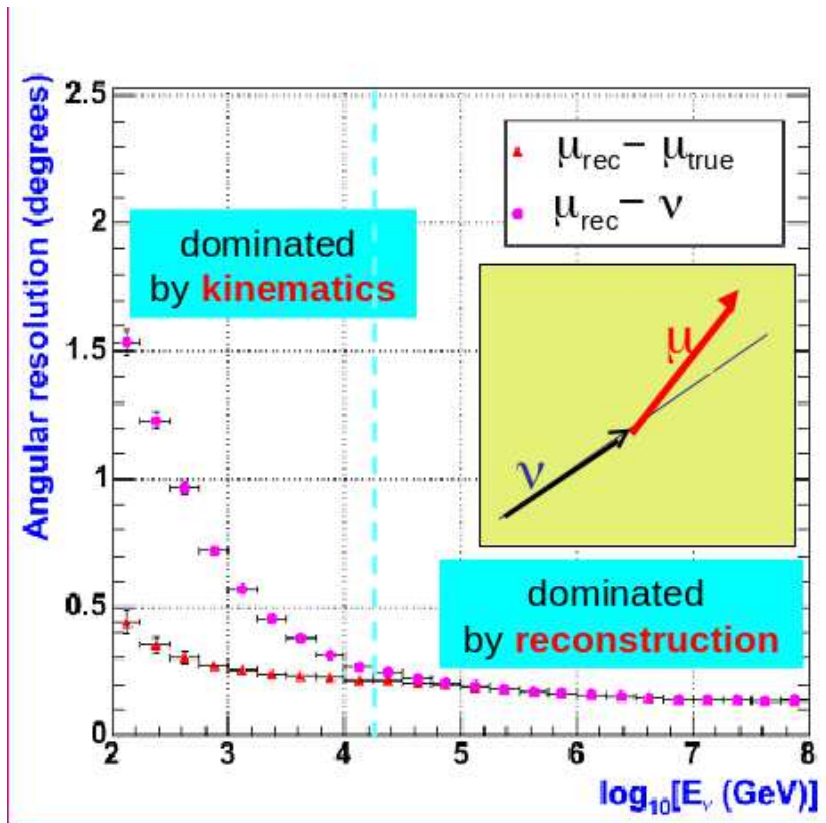 Angular resolution (degrees)
2.5
2
1.5
1
0.5
0
2
3
4
5
6
7
8
log₁₀[Eᵥ (GeV)]
μrec − μtrue
μrec − ν
dominated
by kinematics
μ
ν
dominated
by reconstruction